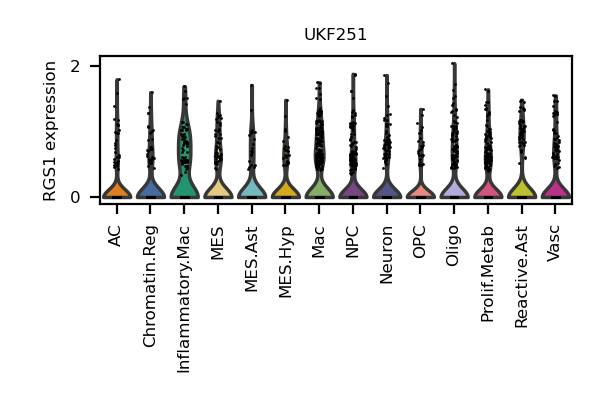 UKF251
RGS1 expression
2
0
AC
Chromatin.Reg
Inflammatory.Mac
MES
MES.Ast
MES.Hyp
Mac
NPC
Neuron
OPC
Oligo
Prolif.Metab
Reactive.Ast
Vasc